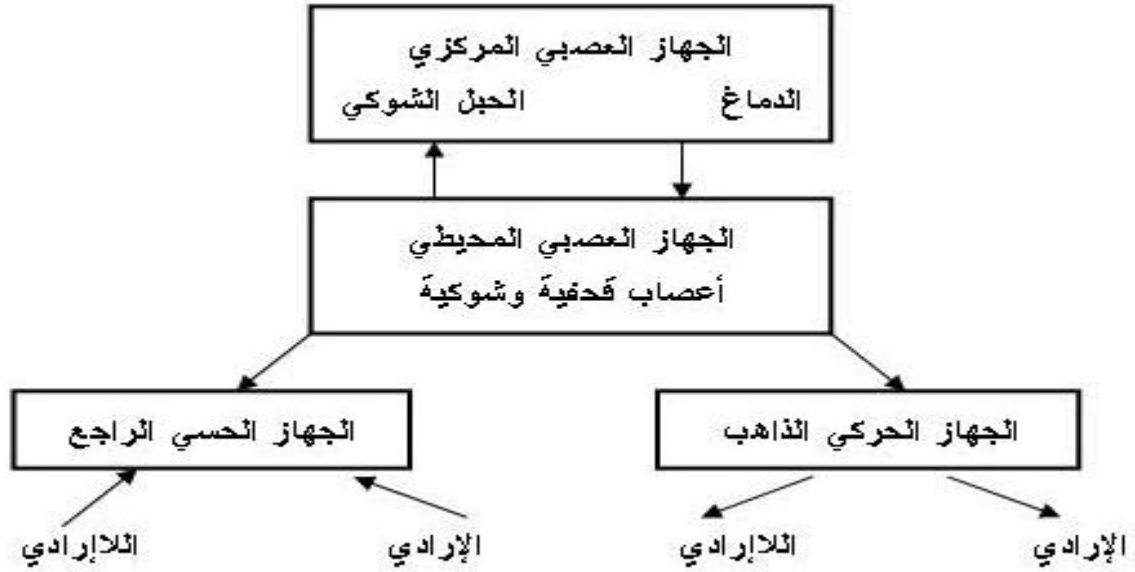 الجهاز العصبي المركزي
الدماغ الحبل الشوكي
الجهاز العصبي المحيطي
أعصاب قحفية وشوكية
الجهاز الحركي الذاهب الجهاز الحسي الراجع
الإرادي اللاإرادي الإرادي اللاإرادي